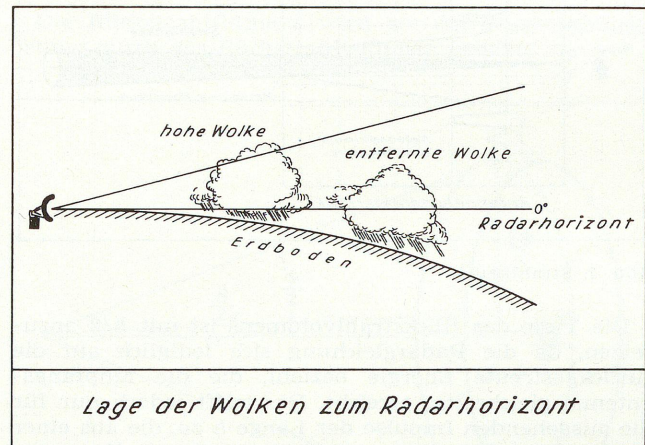 hohe Wolke
entfernte Wolke
0°
Radarhorizont
Erdboden
Lage der Wolken zum Radarhorizont